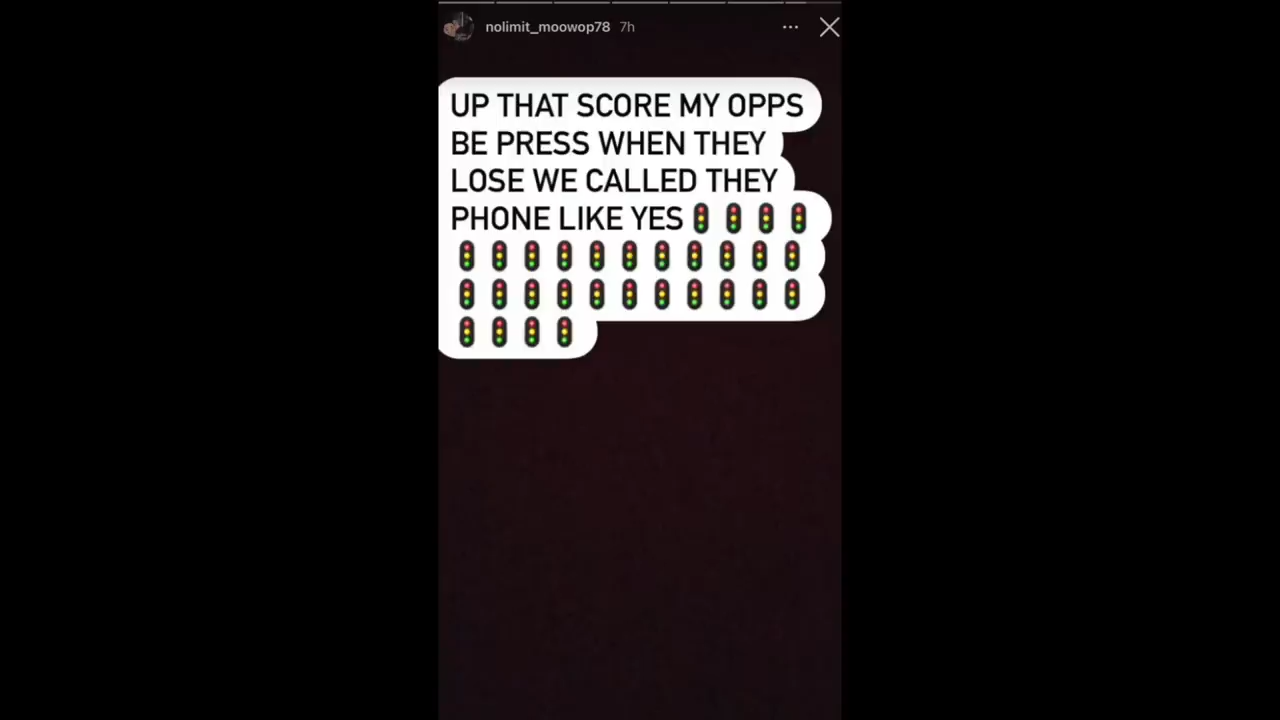 nolimit_moowop78 7h
UP THAT SCORE MY OPPS
BE PRESS WHEN THEY
LOSE WE CALLED THEY
PHONE LIKE YES🚦🚦🚦🚦
🚦🚦🚦🚦🚦🚦🚦🚦🚦🚦🚦
🚦🚦🚦🚦🚦🚦🚦🚦🚦🚦🚦
🚦🚦🚦🚦